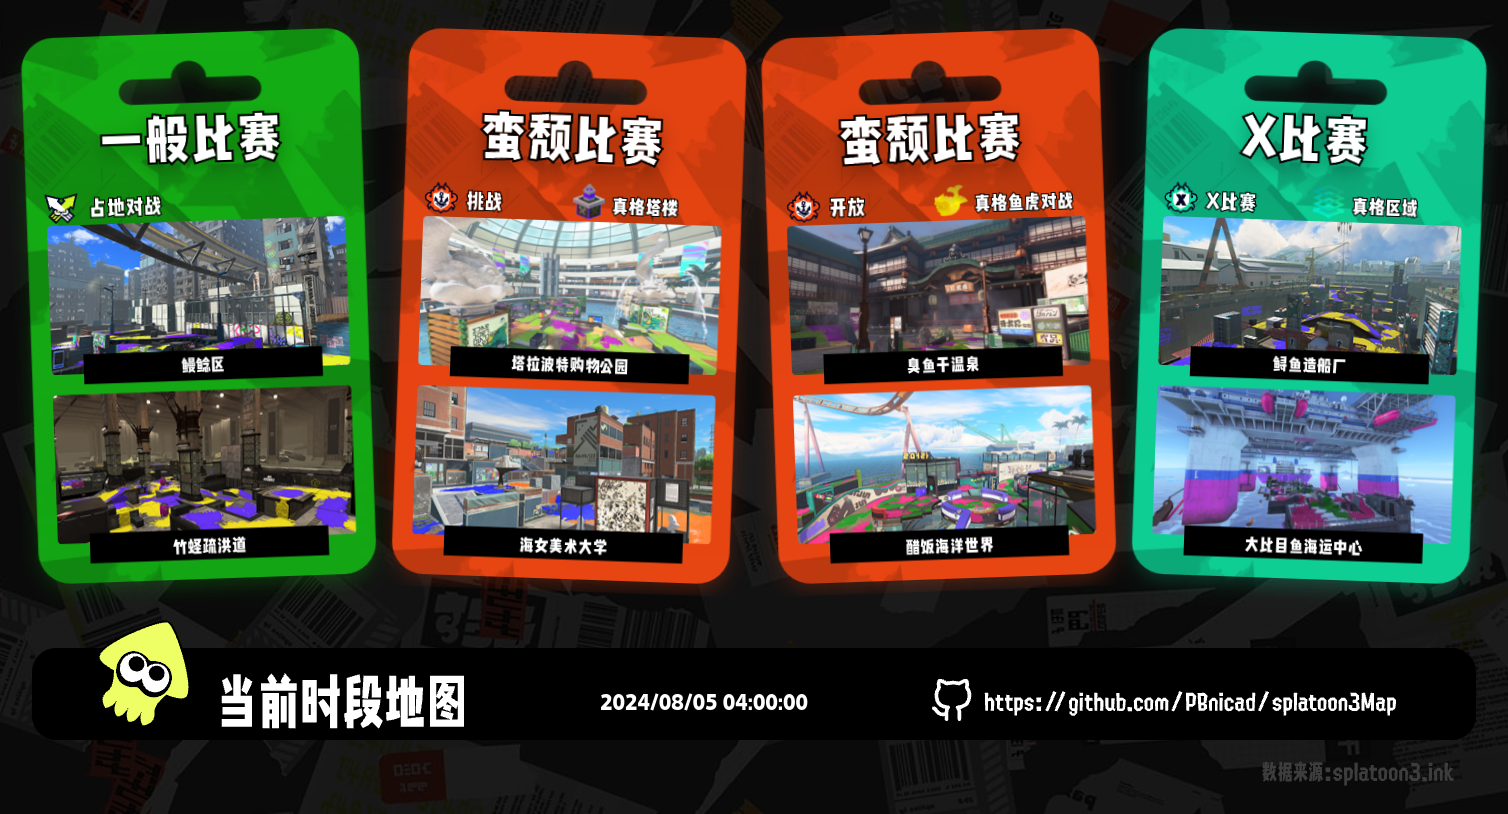 一般比赛
占地对战
鳗鲶区
竹蛏疏洪道
蛮颓比赛
挑战
真格塔楼
塔拉波特购物公园
海女美术大学
蛮颓比赛
开放
真格鱼虎对战
臭鱼干温泉
醋饭海洋世界
X比赛
X比赛
真格区域
鲟鱼造船厂
大比目鱼海运中心
当前时段地图
2024/08/05 04:00:00
https://github.com/PBnicad/splatoon3Map
数据来源:splatoon3.ink